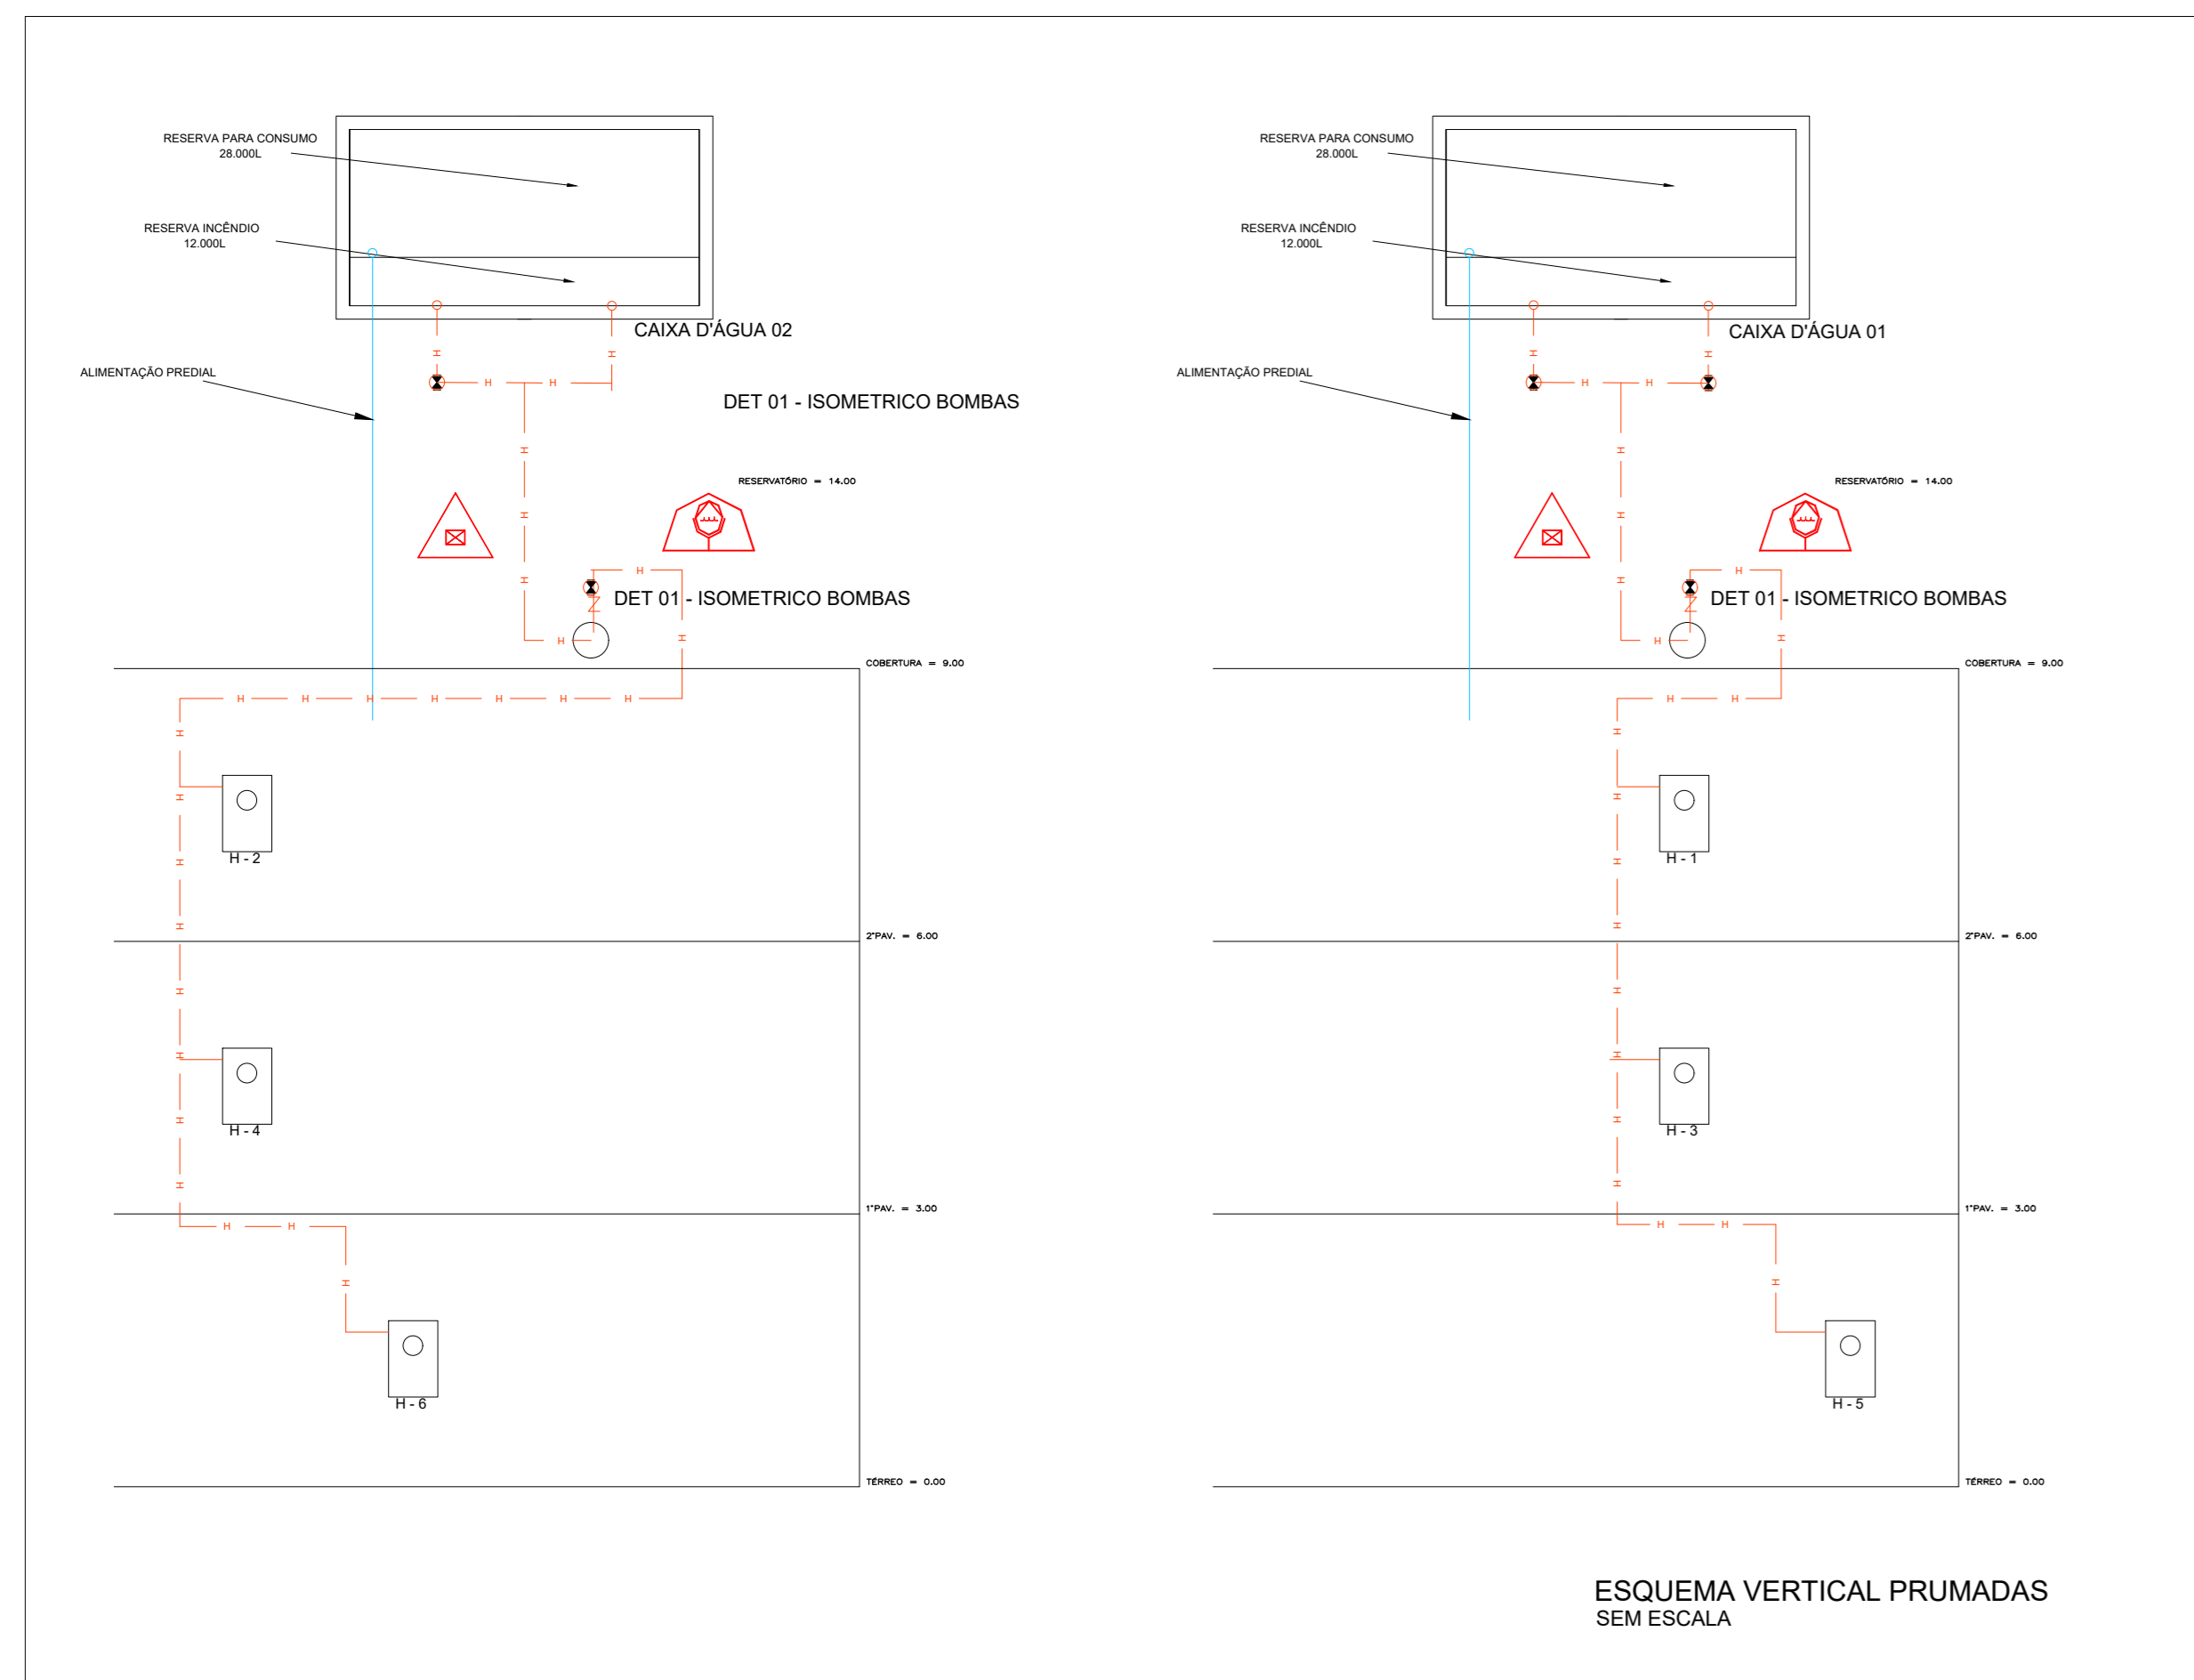 RESERVA PARA CONSUMO
28.000L
RESERVA INCÊNDIO
12.000L
CAIXA D'ÁGUA 02
ALIMENTAÇÃO PREDIAL
H
H
H
H
DET 01 - ISOMETRICO BOMBAS
H
H
H
RESERVATÓRIO = 14.00
H
DET 01 - ISOMETRICO BOMBAS
H
H
COBERTURA = 9.00
H H H H H H H
H
H
H
H
H - 2
2°PAV. = 6.00
H
H
H
H
H - 4
1°PAV. = 3.00
H H
H
H - 6
TÉRREO = 0.00
RESERVA PARA CONSUMO
28.000L
RESERVA INCÊNDIO
12.000L
CAIXA D'ÁGUA 01
ALIMENTAÇÃO PREDIAL
H
H
H
H
H
H
H
RESERVATÓRIO = 14.00
H
DET 01 - ISOMETRICO BOMBAS
H
H
COBERTURA = 9.00
H H
H
H
H
H
H - 1
2°PAV. = 6.00
H
H
H
H
H - 3
1°PAV. = 3.00
H H
H
H - 5
TÉRREO = 0.00
ESQUEMA VERTICAL PRUMADAS
SEM ESCALA